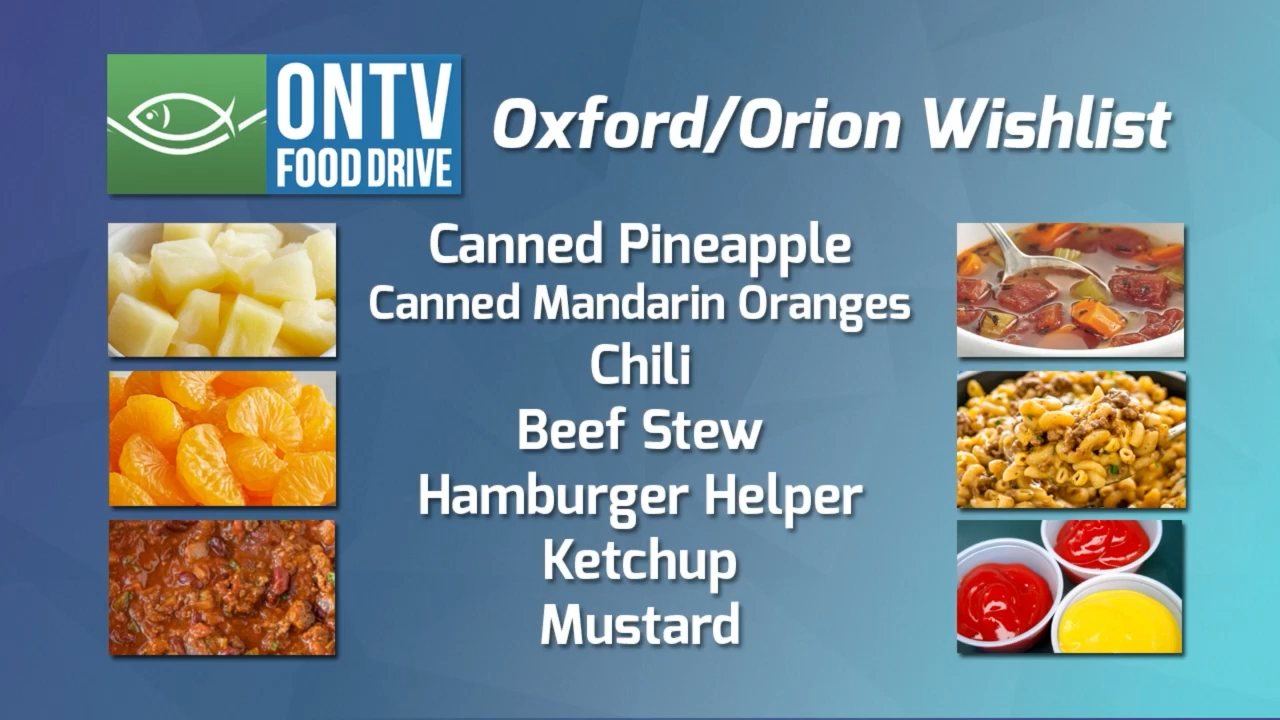 ONTV
FOOD DRIVE
Oxford/Orion Wishlist
Canned Pineapple
Canned Mandarin Oranges
Chili
Beef Stew
Hamburger Helper
Ketchup
Mustard